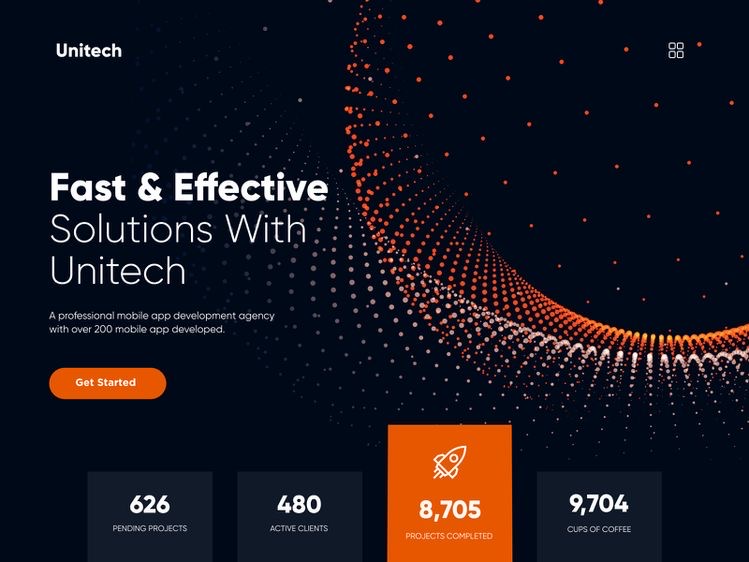 Unitech
Fast & Effective
Solutions With
Unitech
A professional mobile app development agency
with over 200 mobile app developed.
Get Started
626
PENDING PROJECTS
480
ACTIVE CLIENTS
8,705
PROJECTS COMPLETED
9,704
CUPS OF COFFEE